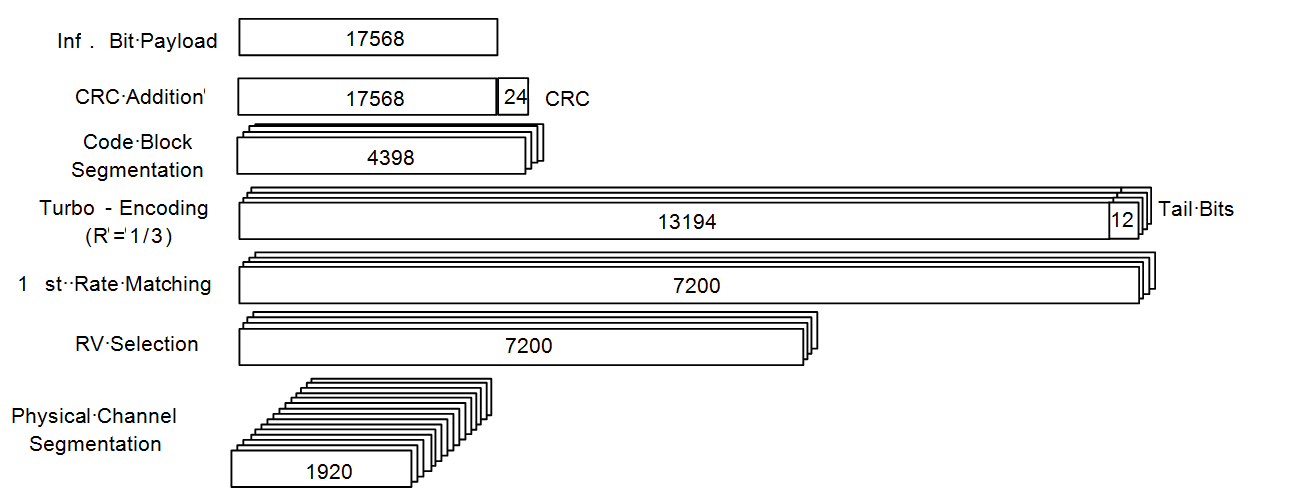 Inf . Bit·Payload
17568
CRC·Addition'
17568
24
CRC
Code·Block
Segmentation
4398
Turbo - Encoding
(R'='1/3)
13194
12
Tail·Bits
1 st··Rate·Matching
7200
RV·Selection
7200
Physical·Channel
Segmentation
1920